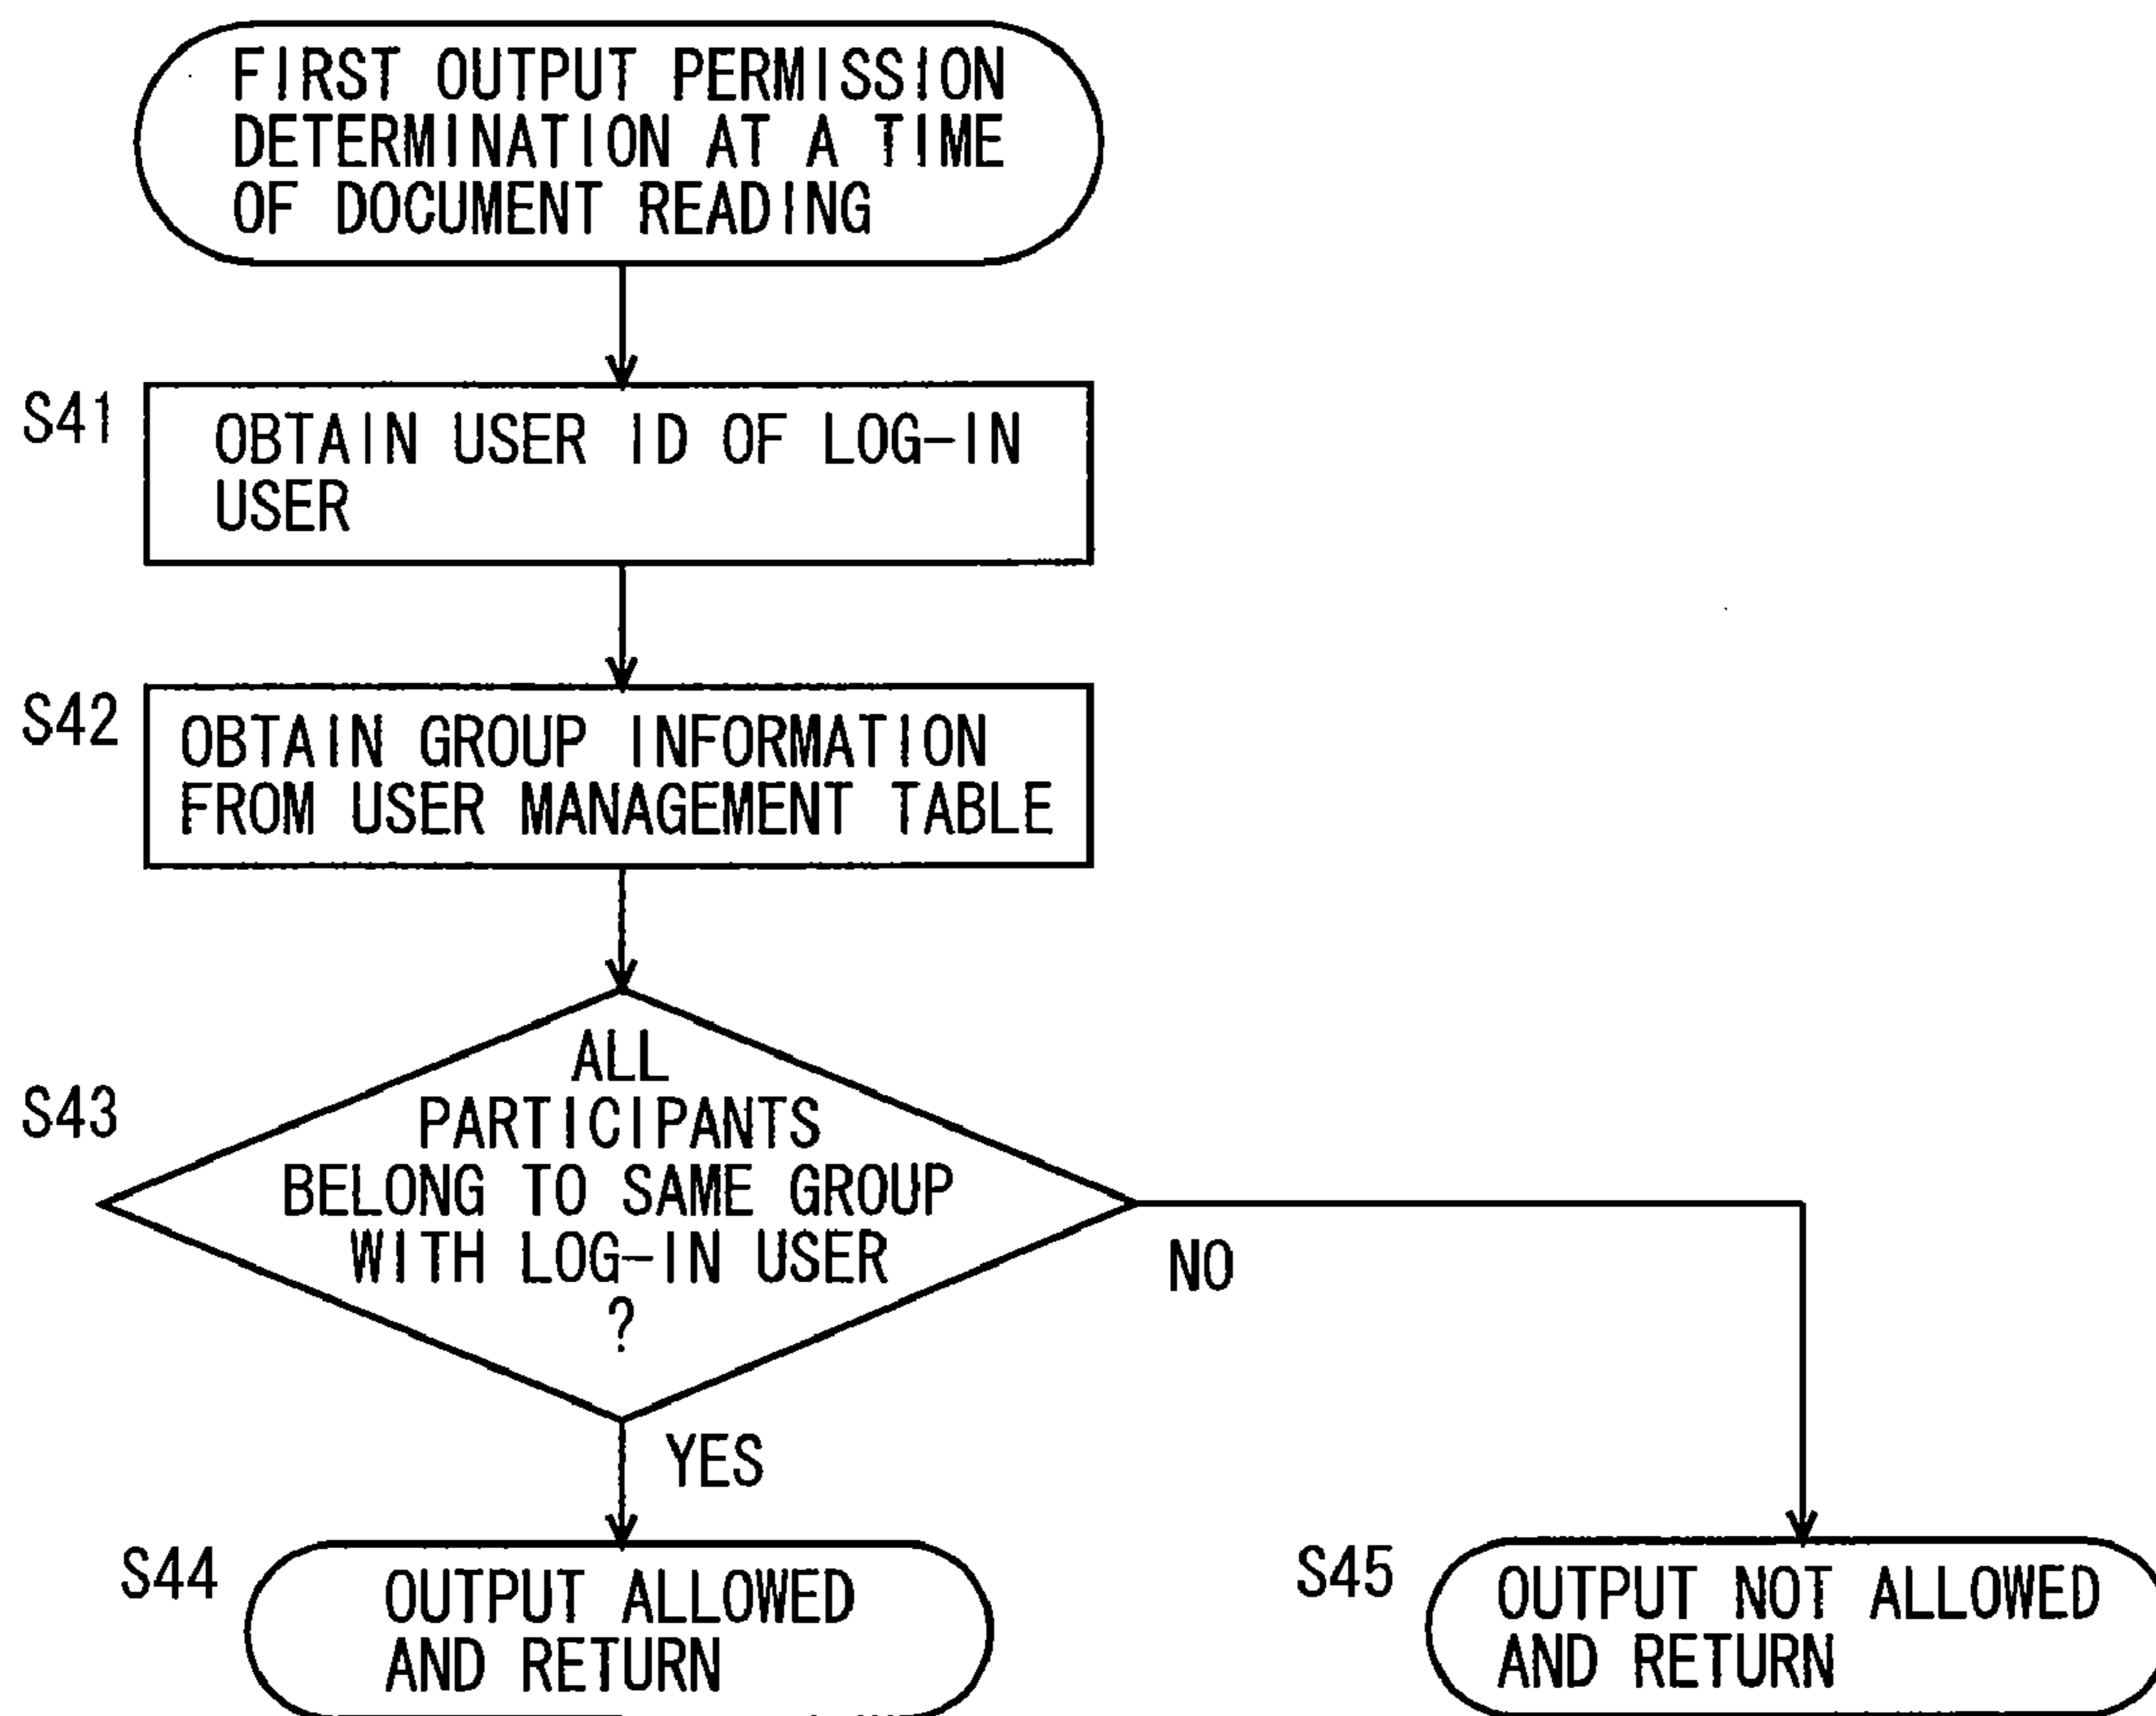 FIRST OUTPUT PERMISSION
DETERMINATION AT A TIME
OF DOCUMENT READING
S41
OBTAIN USER ID OF LOG-IN
USER
S42
OBTAIN GROUP INFORMATION
FROM USER MANAGEMENT TABLE
S43
ALL
PARTICIPANTS
BELONG TO SAME GROUP
WITH LOG-IN USER
?
NO
YES
S44
OUTPUT ALLOWED
AND RETURN
S45
OUTPUT NOT ALLOWED
AND RETURN